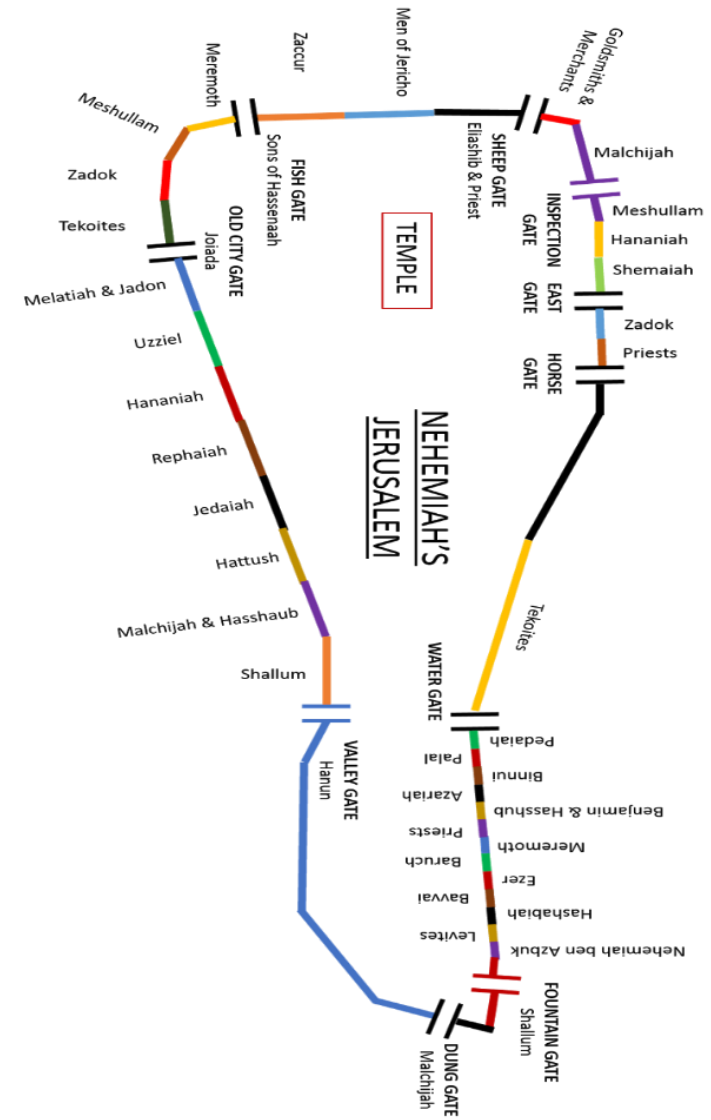 Goldsmiths &
Merchants
Men of Jericho
Zaccur
Meremoth
Meshullam
Zadok
Tekoites
Malchijah
Meshullam
Hananiah
Shemaiah
Zadok
Priests
SHEEP GATE
Eliashib & Priest
FISH GATE
Sons of Hassenaah
OLD CITY GATE
Joiada
INSPECTION
GATE
EAST
GATE
HORSE
GATE
TEMPLE
NEHEMIAH'S
JERUSALEM
Melatiah & Jadon
Uzziel
Hananiah
Rephaiah
Jedaiah
Hattush
Malchijah & Hasshaub
Shallum
VALLEY GATE
Hanun
Tekoites
WATER GATE
Pedaiah
Palal
Binnui
Azariah
Benjamin & Hasshub
Priests
Meremoth
Baruch
Ezer
Bavvai
Hashabiah
Levites
Nehemiah ben Azbuk
FOUNTAIN GATE
Shallum
DUNG GATE
Malchijah